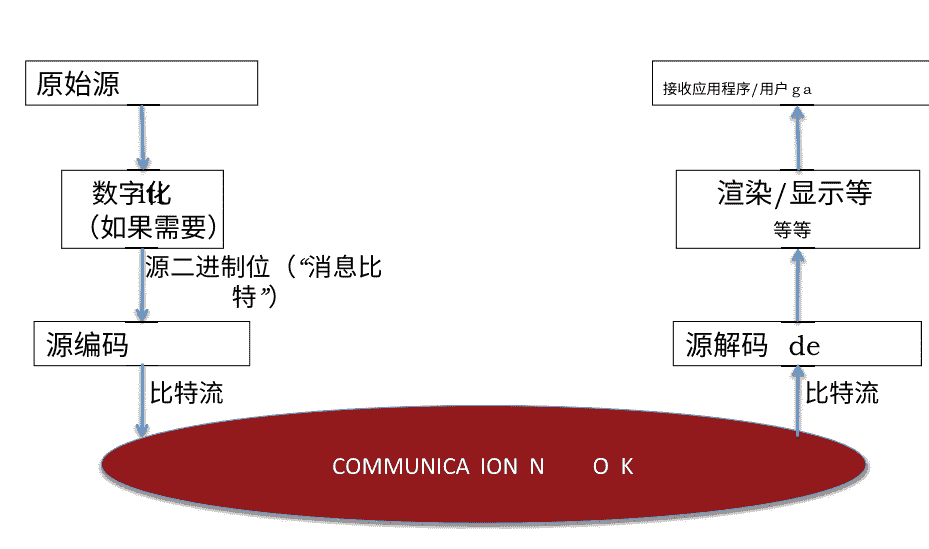 原始源
数字化
（如果需要）
源二进制位（“消息比
特”）
源编码
比特流
接收应用程序/用户 g a
渲染/显示等
等等
源解码 de
比特流
COMMUNICA ION N O K